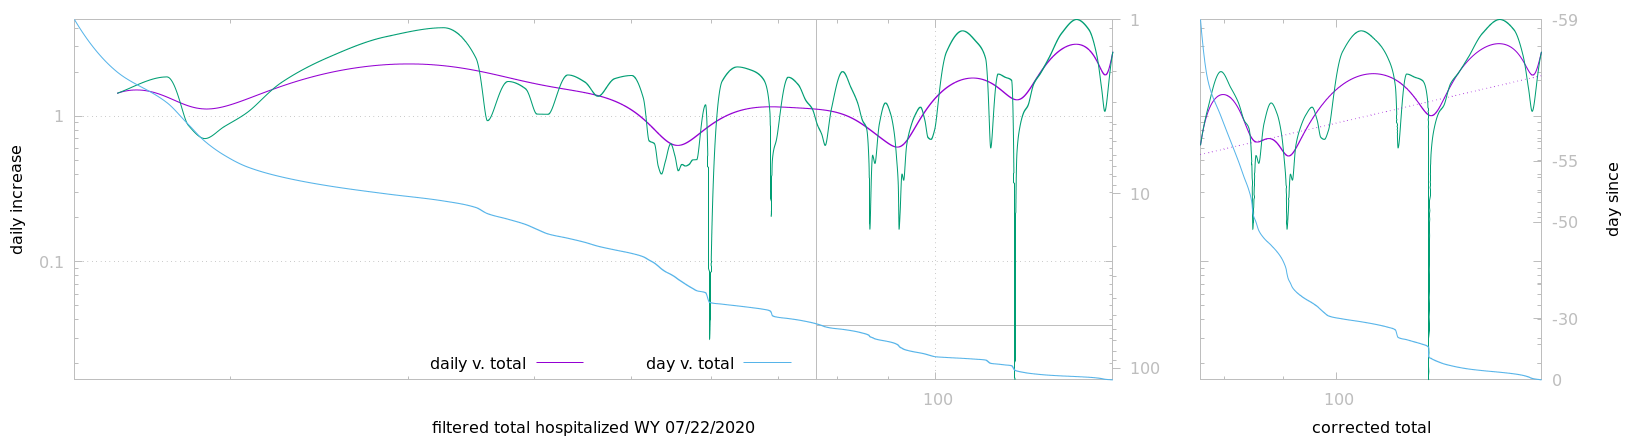 1
-59
1
-55
daily increase
10
-50
day since
0.1
-30
daily v. total
day v. total
100
0
100
100
filtered total hospitalized WY 07/22/2020
corrected total